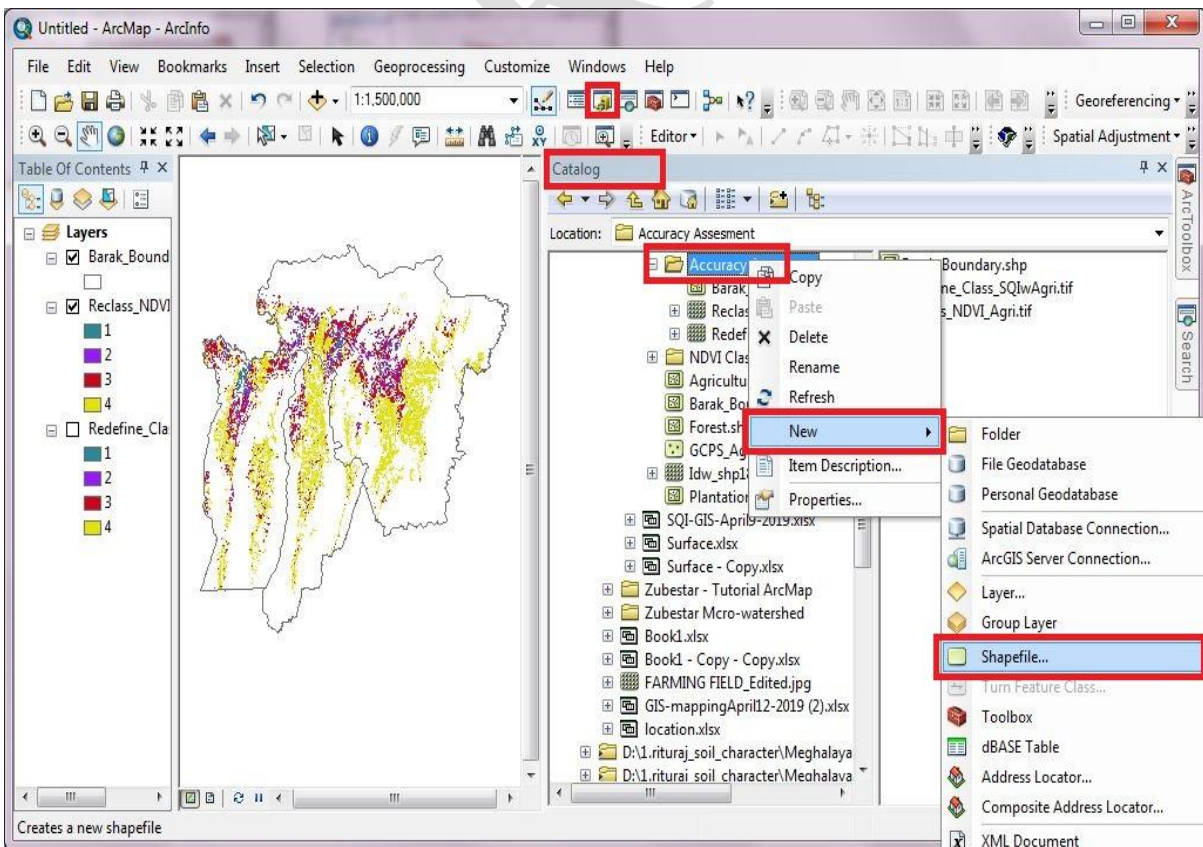 Untitled - ArcMap - ArcInfo
File Edit View Bookmarks Insert Selection Geoprocessing Customize Windows Help
1:1,500,000
Georeferencing
Editor
Spatial Adjustment
Table Of Contents
Layers
Barak_Bound
Reclass_NDVI
1
2
3
4
Redefine_Cla
1
2
3
4
Catalog
Location: Accuracy Assesment
Accuracy
Barak_
Reclas
Redef
NDVI Clas
Agricultu
Barak_Bou
Forest.sh
GCPS_Ag
Idw_shp1
Plantation
SQI-GIS-April9-2019.xlsx
Surface.xlsx
Surface - Copy.xlsx
Zubestar - Tutorial ArcMap
Zubestar Mcro-watershed
Book1.xlsx
Book1 - Copy - Copy.xlsx
FARMING FIELD_Edited.jpg
GIS-mappingApril12-2019 (2).xlsx
location.xlsx
D:\1.rituraj_soil_character\Meghalaya
D:\1.rituraj_soil_character\Meghalaya
Boundary.shp
ne_Class_SQIwAgri.tif
s_NDVI_Agri.tif
Copy
Paste
Delete
Rename
Refresh
New
Item Description...
Properties...
Folder
File Geodatabase
Personal Geodatabase
Spatial Database Connection...
ArcGIS Server Connection...
Layer...
Group Layer
Shapefile...
Turn Feature Class...
Toolbox
dBASE Table
Address Locator...
Composite Address Locator...
XML Document
ArcToolbox
Search
Creates a new shapefile